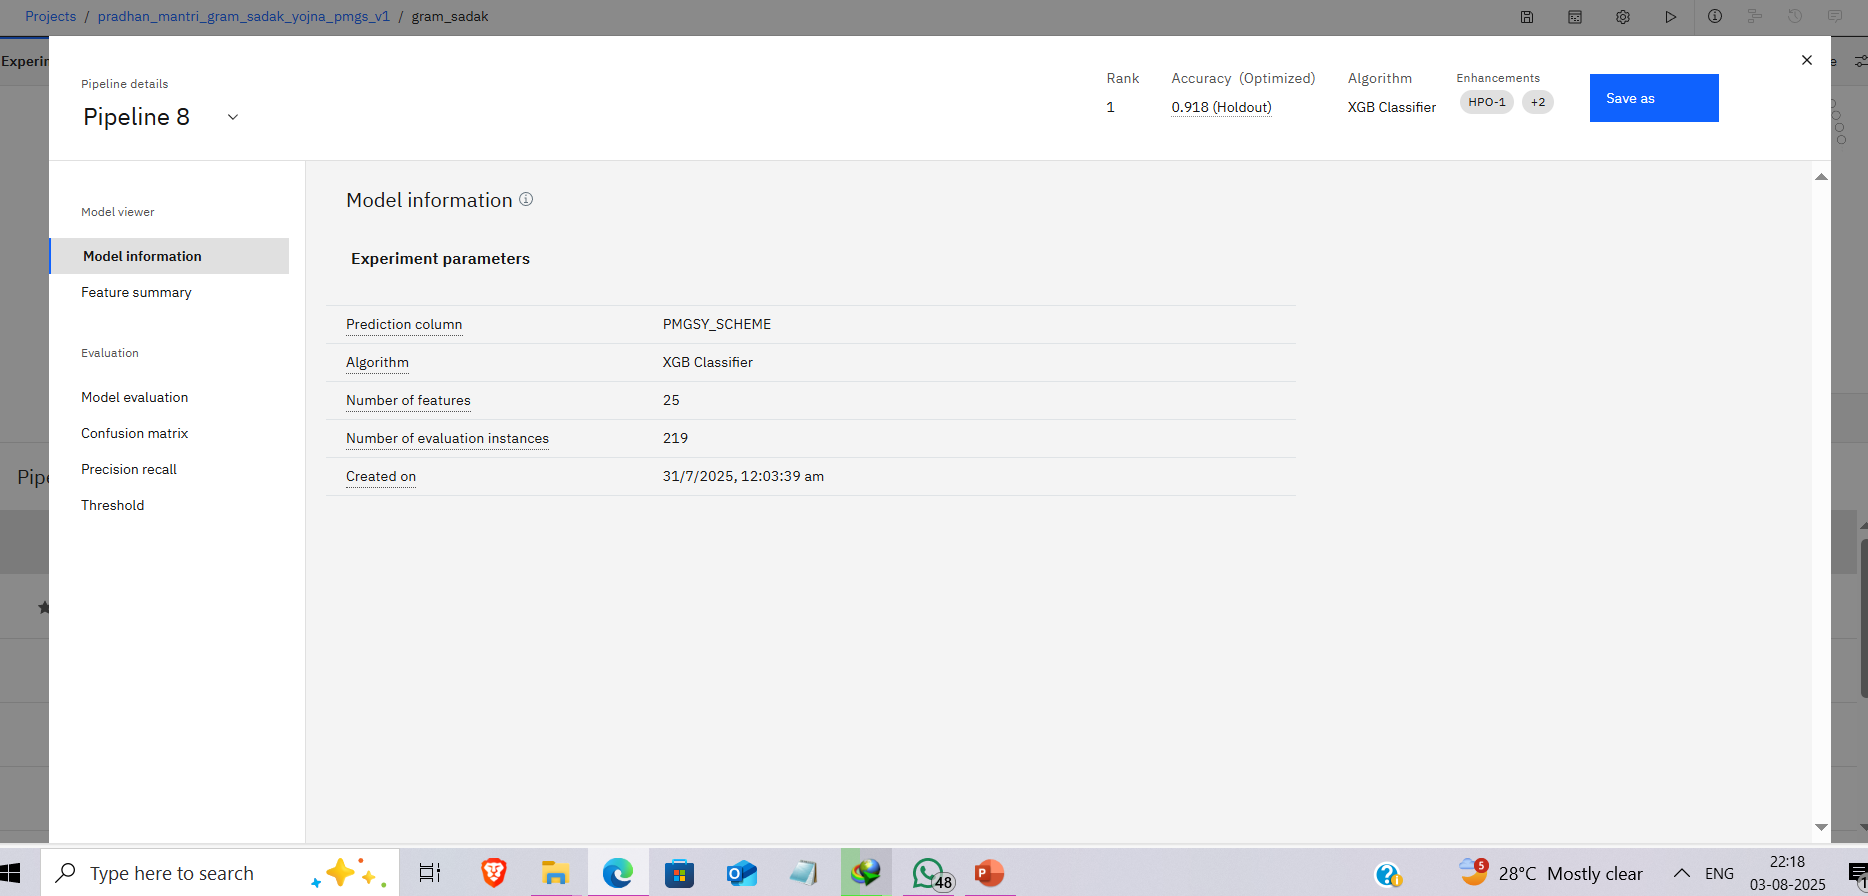 Projects / pradhan_mantri_gram_sadak_yojna_pmgs_v1 / gram_sadak
Pipeline details
Pipeline 8
Rank
1
Accuracy (Optimized)
0.918 (Holdout)
Algorithm
XGB Classifier
Enhancements
HPO-1 +2
Save as
Model viewer
Model information
Feature summary
Evaluation
Model evaluation
Confusion matrix
Precision recall
Threshold
Model information
Experiment parameters
Prediction column PMGSY_SCHEME
Algorithm XGB Classifier
Number of features 25
Number of evaluation instances 219
Created on 31/7/2025, 12:03:39 am
Type here to search
48
5
28°C Mostly clear
ENG
22:18
03-08-2025